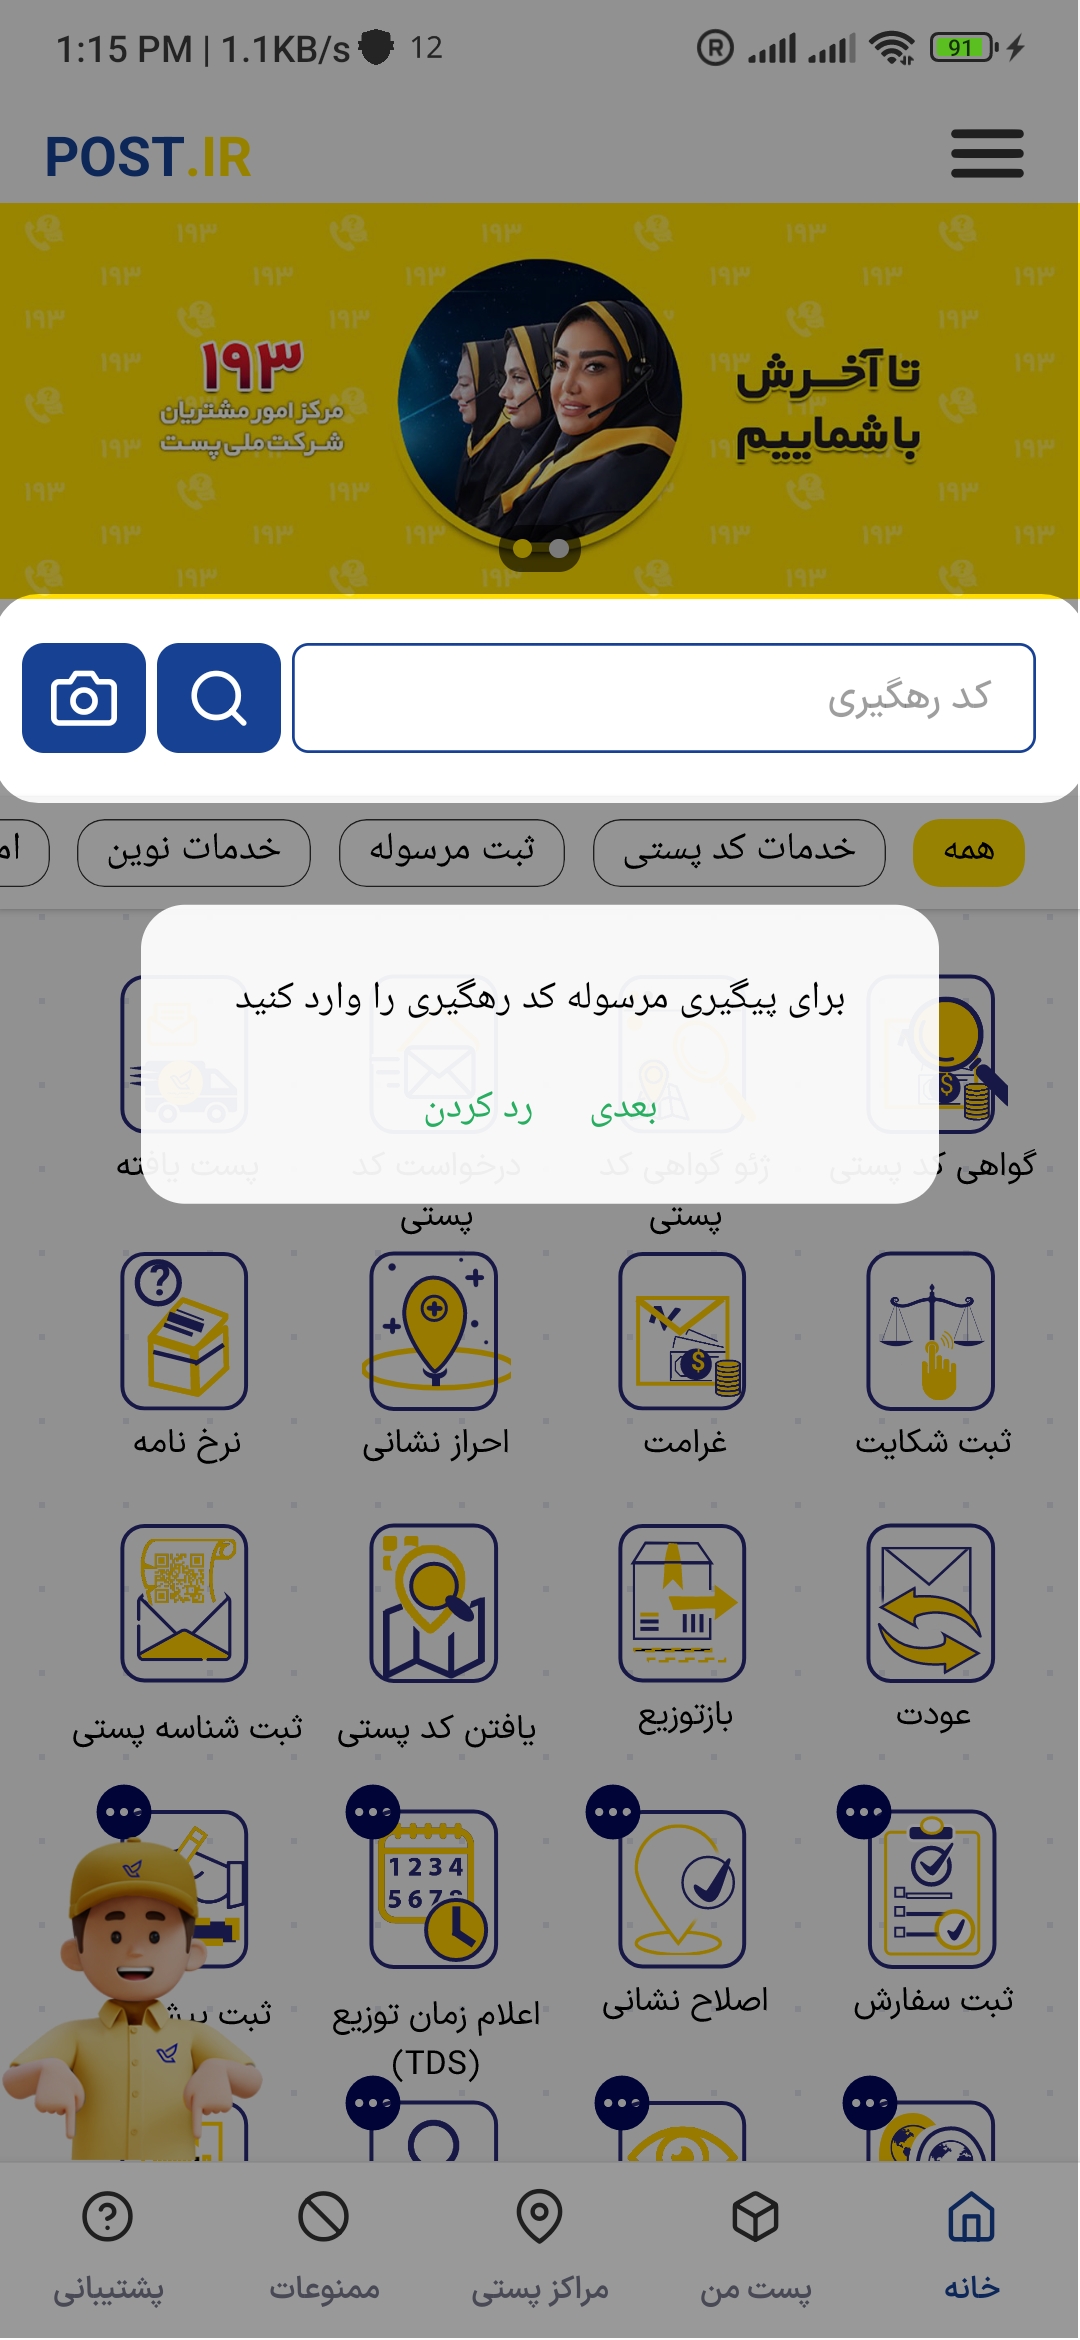 1:15 PM | 1.1KB/s 12
91
POST.IR
تا آخرش
با شماییم
۱۹۳
مرکز امور مشتریان
شرکت ملی پست
کد رهگیری
همه
خدمات کد پستی
ثبت مرسوله
خدمات نوین
برای پیگیری مرسوله کد رهگیری را وارد کنید
بعدی
رد کردن
گواهی کد پستی
ژئو گواهی کد
پستی
درخواست کد
پستی
پست یافته
ثبت شکایت
غرامت
احراز نشانی
نرخ نامه
عودت
بازتوزیع
یافتن کد پستی
ثبت شناسه پستی
1234
567
ثبت سفارش
اصلاح نشانی
اعلام زمان توزیع
(TDS)
ثبت
خانه
پست من
مراکز پستی
ممنوعات
پشتیبانی